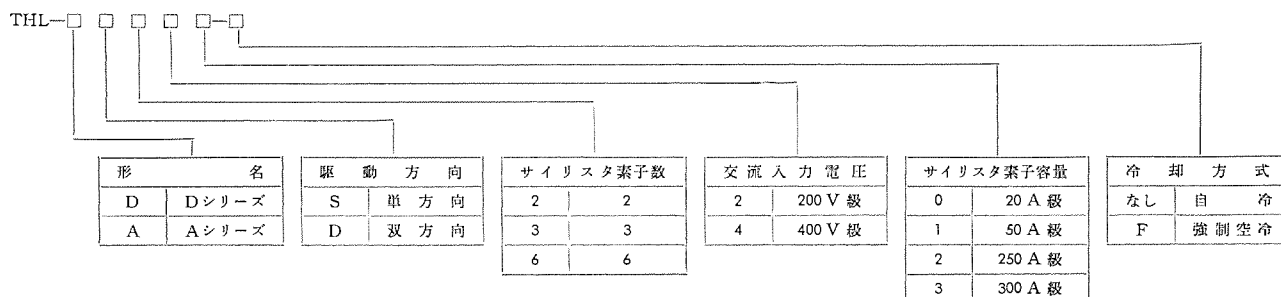 THL—□ □ □ □ □—□
形名
D Dシリーズ
A Aシリーズ
駆動方向
S 単方向
D 双方向
サイリスタ素子数
2 2
3 3
6 6
交流入力電圧
2 200 V 級
4 400 V 級
サイリスタ素子容量
0 20 A 級
1 50 A 級
2 250 A 級
3 300 A 級
冷却方式
なし 自冷
F 強制空冷